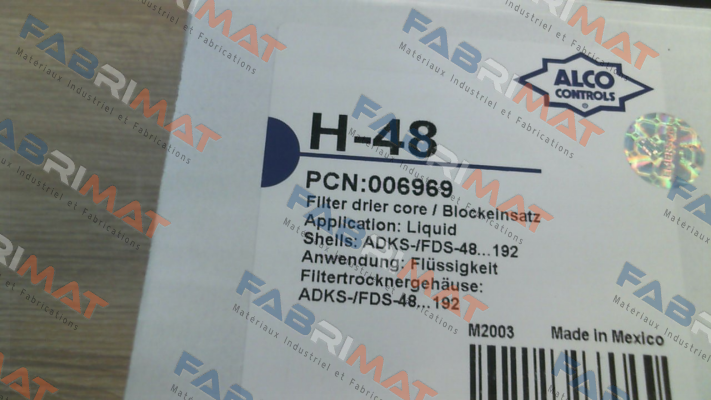 ALCO
CONTROLS
®
H-48
PCN:006969
Filter drier core / Blockeinsatz
Application: Liquid
Shells: ADKS-/FDS-48...192
Anwendung: Flüssigkeit
Filtertrocknergehäuse:
ADKS-/FDS-48...192
M2003 Made in Mexico
FABRIMAT
Materiaux Industriel et Fabrications